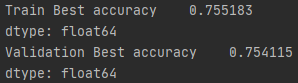 Train Best accuracy    0.755183
dtype: float64
Validation Best accuracy    0.754115
dtype: float64